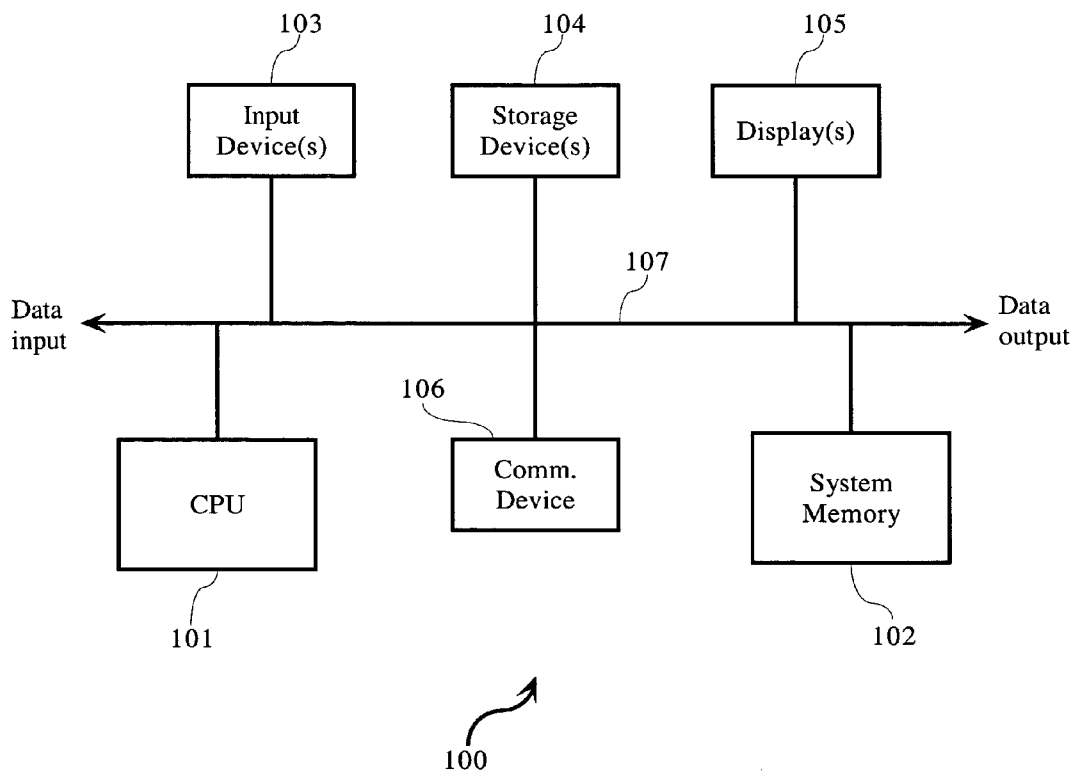 103
104
105
Input
Device(s)
Storage
Device(s)
Display(s)
107
Data
input
Data
output
106
CPU
Comm.
Device
System
Memory
101
102
100